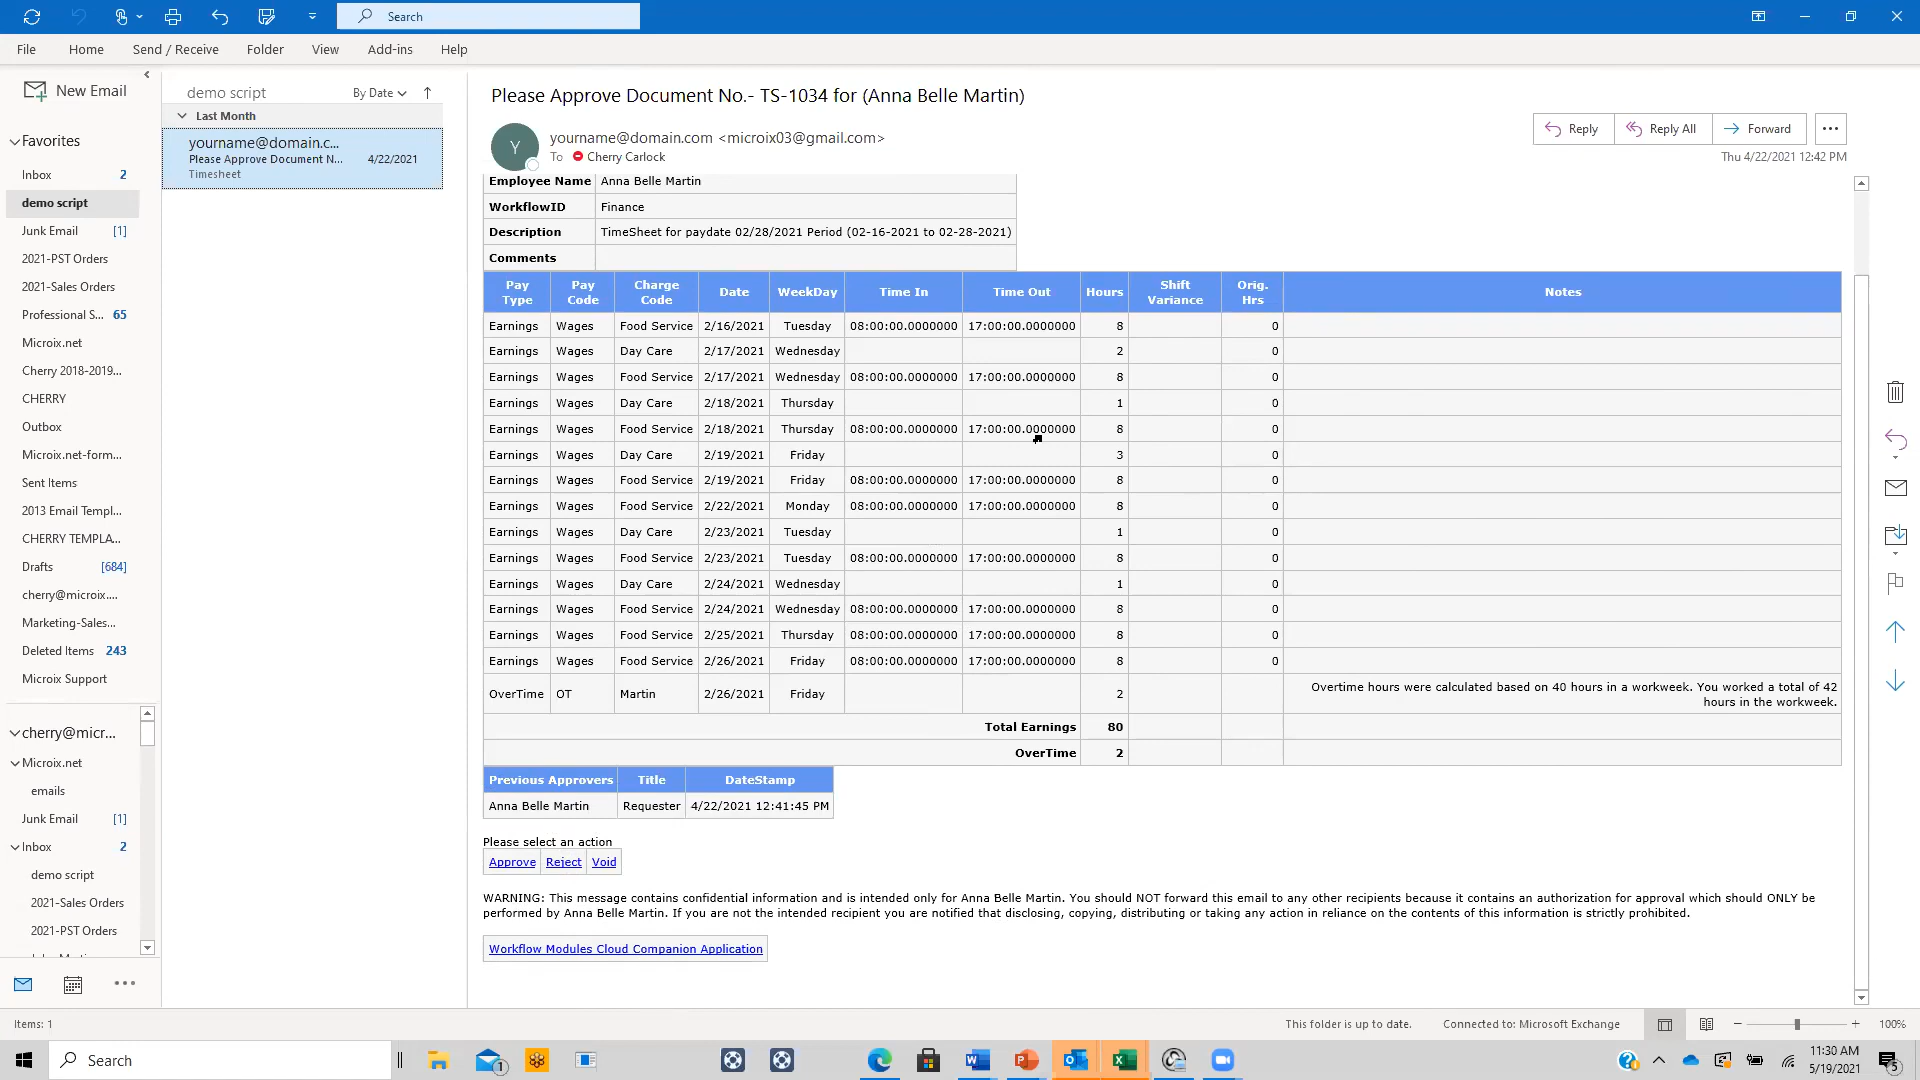 Search
File Home Send / Receive Folder View Add-ins Help
New Email
Favorites
Inbox 2
demo script
Junk Email [1]
2021-PST Orders
2021-Sales Orders
Professional S... 65
Microix.net
Cherry 2018-2019...
CHERRY
Outbox
Microix.net-form...
Sent Items
2013 Email Templ...
CHERRY TEMPLA...
Drafts [684]
cherry@microix....
Marketing-Sales...
Deleted Items 243
Microix Support
cherry@micr...
Microix.net
emails
Junk Email [1]
Inbox 2
demo script
2021-Sales Orders
2021-PST Orders
demo script By Date
Last Month
yourname@domain.c...
Please Approve Document N... 4/22/2021
Timesheet
Please Approve Document No.- TS-1034 for (Anna Belle Martin)
Y
yourname@domain.com <microix03@gmail.com>
To Cherry Carlock
Reply Reply All Forward
Thu 4/22/2021 12:42 PM
Employee Name Anna Belle Martin
WorkflowID Finance
Description TimeSheet for paydate 02/28/2021 Period (02-16-2021 to 02-28-2021)
Comments
Pay Type Pay Code Charge Code Date WeekDay Time In Time Out Hours Shift Variance Orig. Hrs Notes
Earnings Wages Food Service 2/16/2021 Tuesday 08:00:00.0000000 17:00:00.0000000 8 0
Earnings Wages Day Care 2/17/2021 Wednesday 2 0
Earnings Wages Food Service 2/17/2021 Wednesday 08:00:00.0000000 17:00:00.0000000 8 0
Earnings Wages Day Care 2/18/2021 Thursday 1 0
Earnings Wages Food Service 2/18/2021 Thursday 08:00:00.0000000 17:00:00.0000000 8 0
Earnings Wages Day Care 2/19/2021 Friday 3 0
Earnings Wages Food Service 2/19/2021 Friday 08:00:00.0000000 17:00:00.0000000 8 0
Earnings Wages Food Service 2/22/2021 Monday 08:00:00.0000000 17:00:00.0000000 8 0
Earnings Wages Day Care 2/23/2021 Tuesday 1 0
Earnings Wages Food Service 2/23/2021 Tuesday 08:00:00.0000000 17:00:00.0000000 8 0
Earnings Wages Day Care 2/24/2021 Wednesday 1 0
Earnings Wages Food Service 2/24/2021 Wednesday 08:00:00.0000000 17:00:00.0000000 8 0
Earnings Wages Food Service 2/25/2021 Thursday 08:00:00.0000000 17:00:00.0000000 8 0
Earnings Wages Food Service 2/26/2021 Friday 08:00:00.0000000 17:00:00.0000000 8 0
OverTime OT Martin 2/26/2021 Friday 2 Overtime hours were calculated based on 40 hours in a workweek. You worked a total of 42
hours in the workweek.
Total Earnings 80
OverTime 2
Previous Approvers Title DateStamp
Anna Belle Martin Requester 4/22/2021 12:41:45 PM
Please select an action
Approve Reject Void
WARNING: This message contains confidential information and is intended only for Anna Belle Martin. You should NOT forward this email to any other recipients because it contains an authorization for approval which should ONLY be
performed by Anna Belle Martin. If you are not the intended recipient you are notified that disclosing, copying, distributing or taking any action in reliance on the contents of this information is strictly prohibited.
Workflow Modules Cloud Companion Application
Items: 1 This folder is up to date. Connected to: Microsoft Exchange 100%
Search 1 11:30 AM
5/19/2021 5